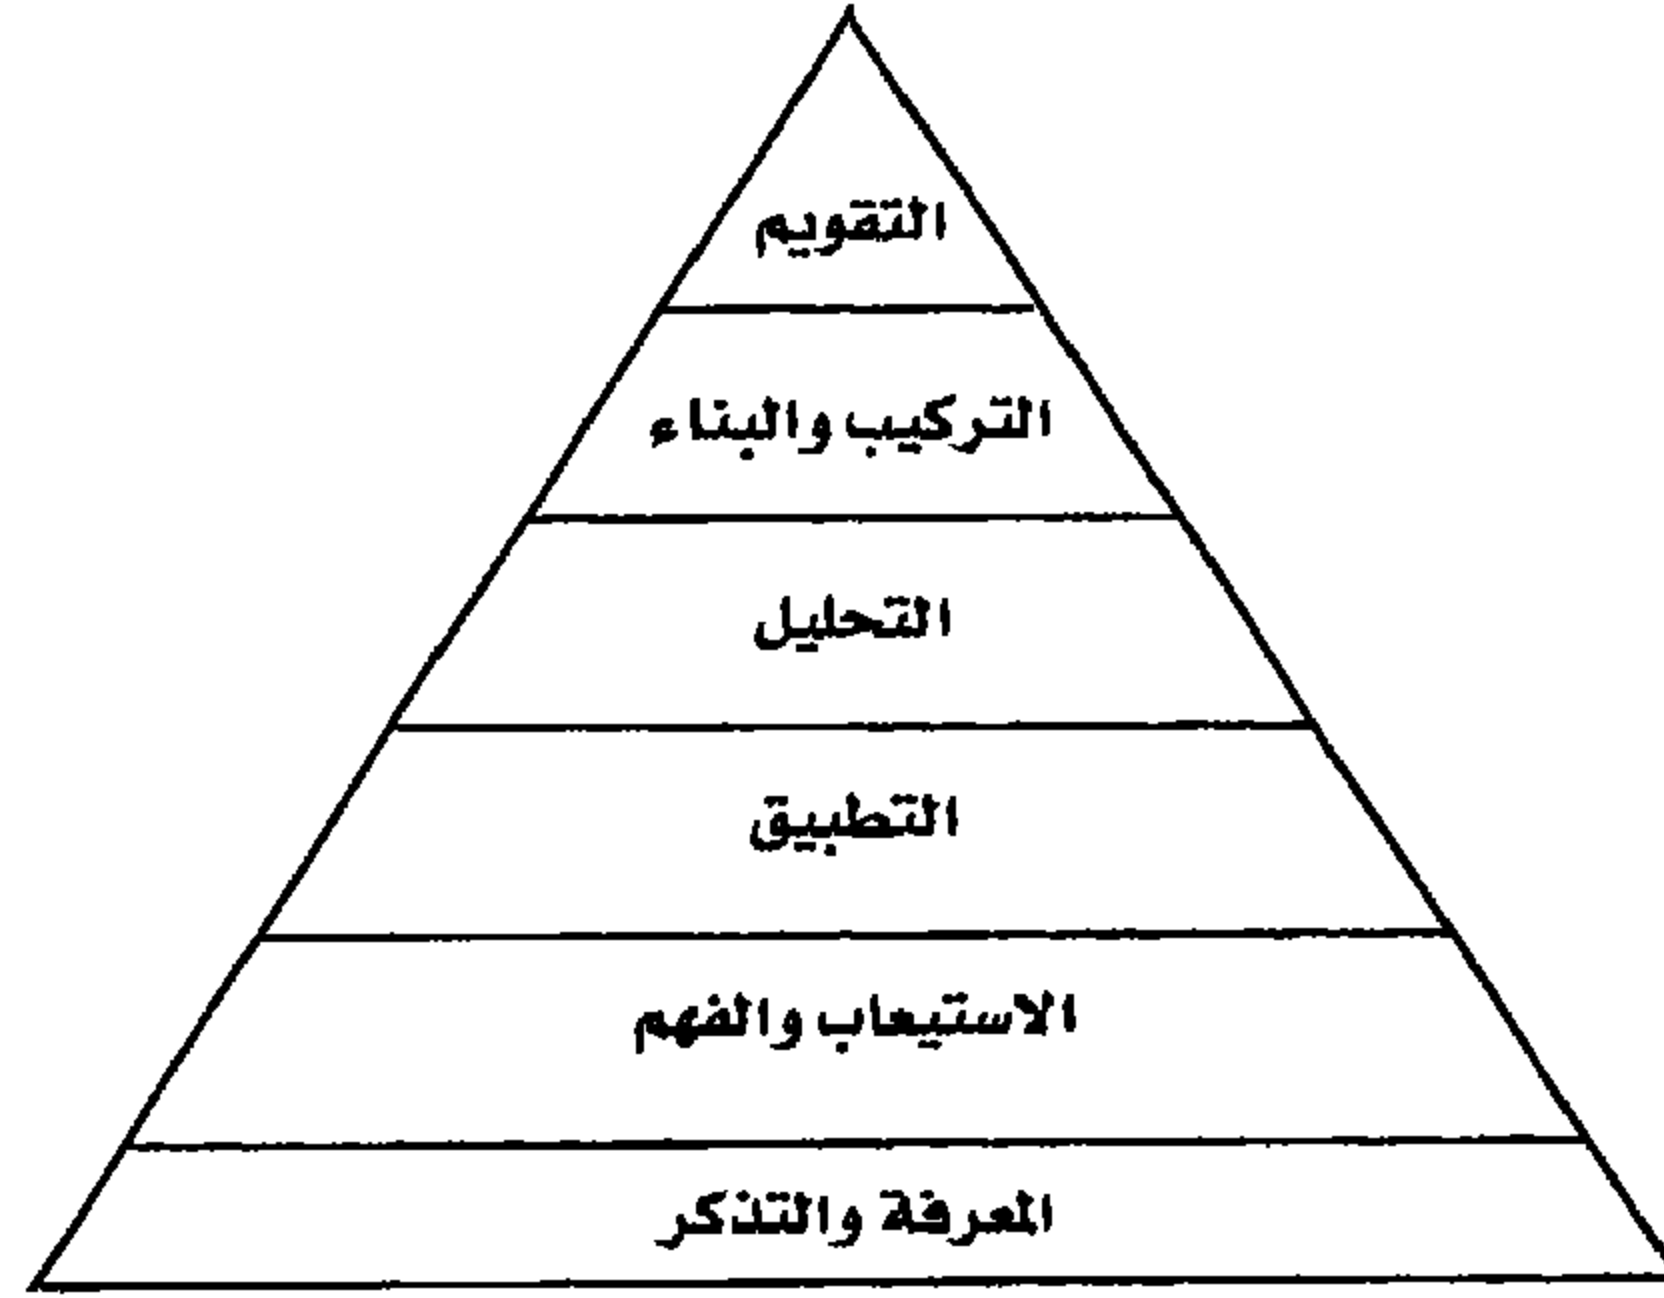 التقويم
التركيب والبناء
التحليل
التطبيق
الاستيعاب والفهم
المعرفة والتذكر